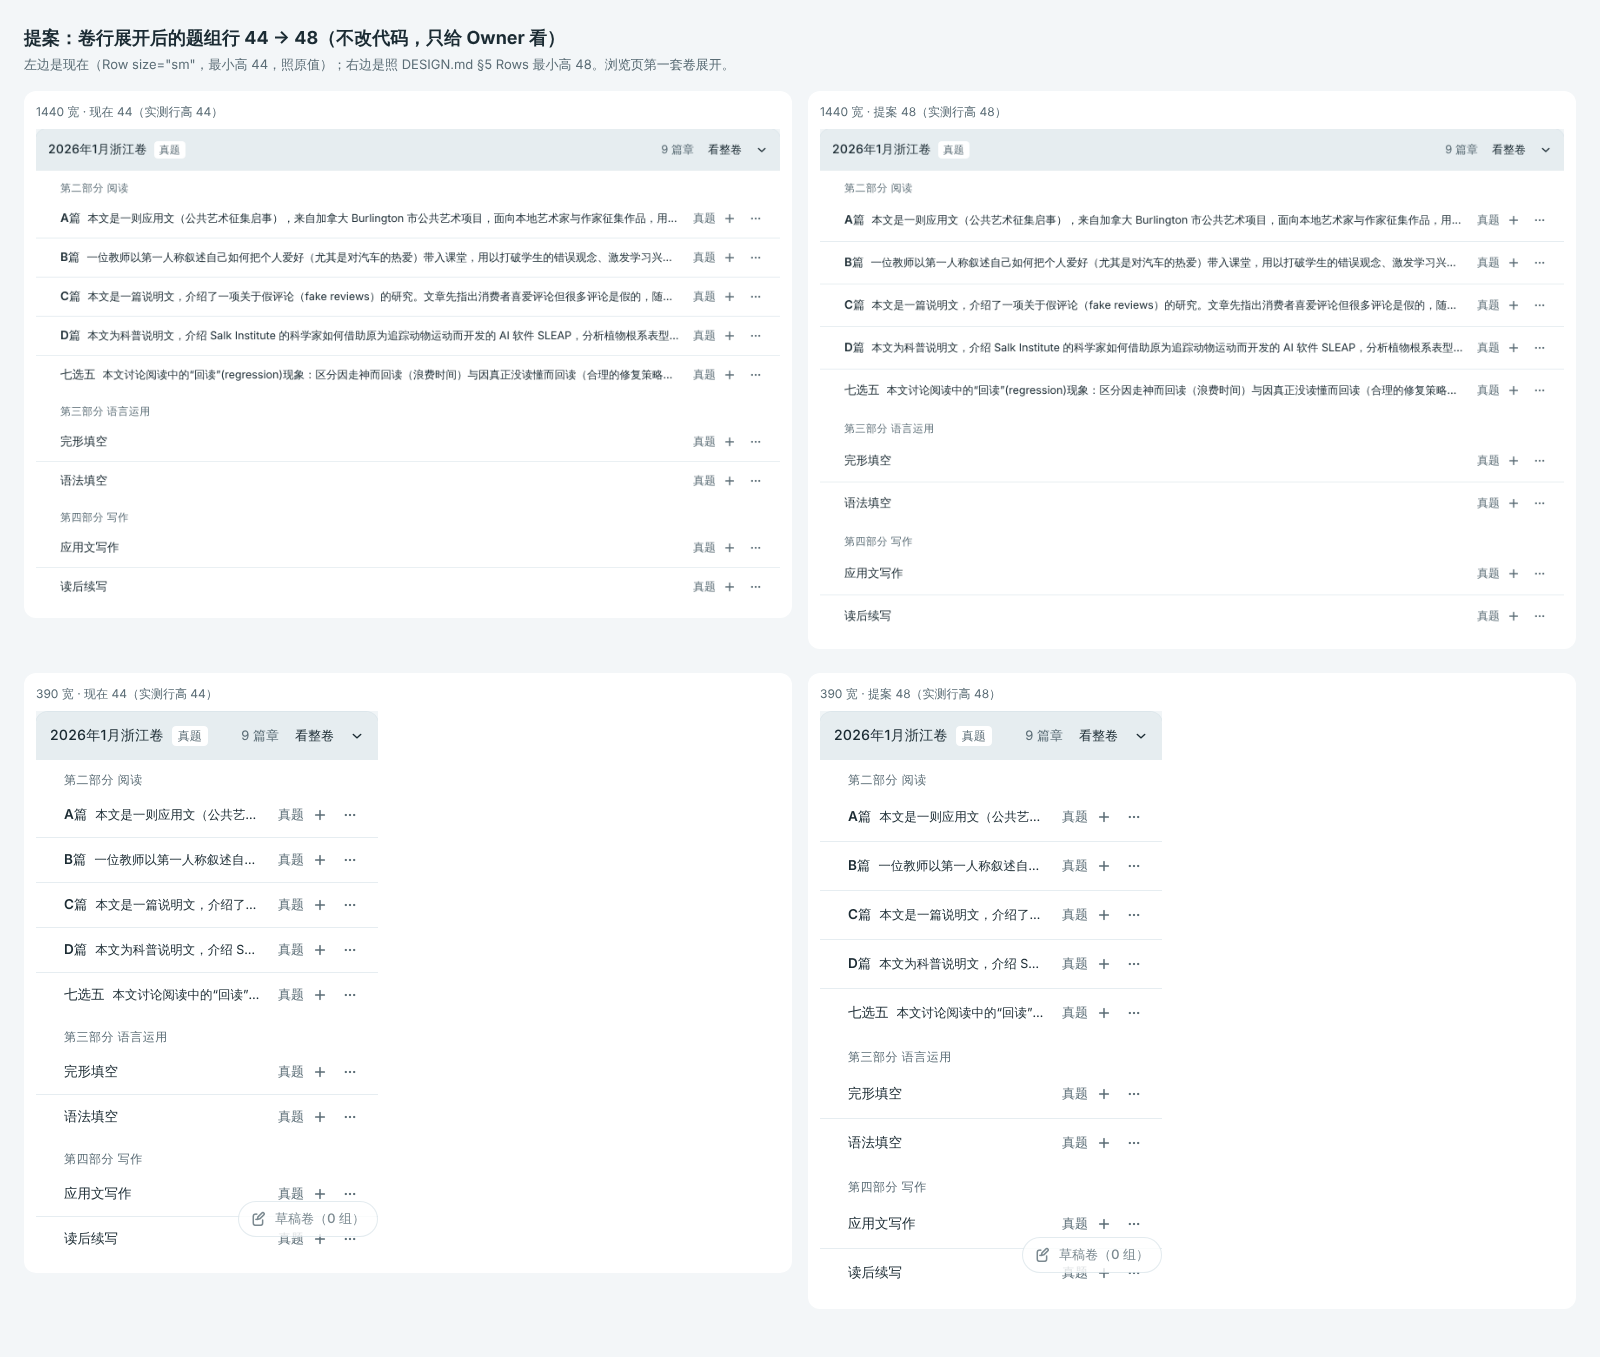 提案：卷行展开后的题组行 44 → 48（不改代码，只给 Owner 看）
左边是现在（Row size="sm"，最小高 44，照原值）；右边是照 DESIGN.md §5 Rows 最小高 48。浏览页第一套卷展开。
1440 宽 · 现在 44（实测行高 44）
2026年1月浙江卷 真题 9 篇章 看整卷
第二部分 阅读
A篇 本文是一则应用文（公共艺术征集启事），来自加拿大 Burlington 市公共艺术项目，面向本地艺术家与作家征集作品，用... 真题 + ...
B篇 一位教师以第一人称叙述自己如何把个人爱好（尤其是对汽车的热爱）带入课堂，用以打破学生的错误观念、激发学习兴... 真题 + ...
C篇 本文是一篇说明文，介绍了一项关于假评论（fake reviews）的研究。文章先指出消费者喜爱评论但很多评论是假的，随... 真题 + ...
D篇 本文为科普说明文，介绍 Salk Institute 的科学家如何借助原为追踪动物运动而开发的 AI 软件 SLEAP，分析植物根系表型... 真题 + ...
七选五 本文讨论阅读中的“回读”(regression)现象：区分因走神而回读（浪费时间）与因真正没读懂而回读（合理的修复策略... 真题 + ...
第三部分 语言运用
完形填空 真题 + ...
语法填空 真题 + ...
第四部分 写作
应用文写作 真题 + ...
读后续写 真题 + ...
1440 宽 · 提案 48（实测行高 48）
2026年1月浙江卷 真题 9 篇章 看整卷
第二部分 阅读
A篇 本文是一则应用文（公共艺术征集启事），来自加拿大 Burlington 市公共艺术项目，面向本地艺术家与作家征集作品，用... 真题 + ...
B篇 一位教师以第一人称叙述自己如何把个人爱好（尤其是对汽车的热爱）带入课堂，用以打破学生的错误观念、激发学习兴... 真题 + ...
C篇 本文是一篇说明文，介绍了一项关于假评论（fake reviews）的研究。文章先指出消费者喜爱评论但很多评论是假的，随... 真题 + ...
D篇 本文为科普说明文，介绍 Salk Institute 的科学家如何借助原为追踪动物运动而开发的 AI 软件 SLEAP，分析植物根系表型... 真题 + ...
七选五 本文讨论阅读中的“回读”(regression)现象：区分因走神而回读（浪费时间）与因真正没读懂而回读（合理的修复策略... 真题 + ...
第三部分 语言运用
完形填空 真题 + ...
语法填空 真题 + ...
第四部分 写作
应用文写作 真题 + ...
读后续写 真题 + ...
390 宽 · 现在 44（实测行高 44）
2026年1月浙江卷 真题 9 篇章 看整卷
第二部分 阅读
A篇 本文是一则应用文（公共艺... 真题 + ...
B篇 一位教师以第一人称叙述自... 真题 + ...
C篇 本文是一篇说明文，介绍了... 真题 + ...
D篇 本文为科普说明文，介绍 S... 真题 + ...
七选五 本文讨论阅读中的“回读”... 真题 + ...
第三部分 语言运用
完形填空 真题 + ...
语法填空 真题 + ...
第四部分 写作
应用文写作 真题 + ...
草稿卷（0 组）
读后续写 真题 + ...
390 宽 · 提案 48（实测行高 48）
2026年1月浙江卷 真题 9 篇章 看整卷
第二部分 阅读
A篇 本文是一则应用文（公共艺... 真题 + ...
B篇 一位教师以第一人称叙述自... 真题 + ...
C篇 本文是一篇说明文，介绍了... 真题 + ...
D篇 本文为科普说明文，介绍 S... 真题 + ...
七选五 本文讨论阅读中的“回读”... 真题 + ...
第三部分 语言运用
完形填空 真题 + ...
语法填空 真题 + ...
第四部分 写作
应用文写作 真题 + ...
草稿卷（0 组）
读后续写 真题 + ...